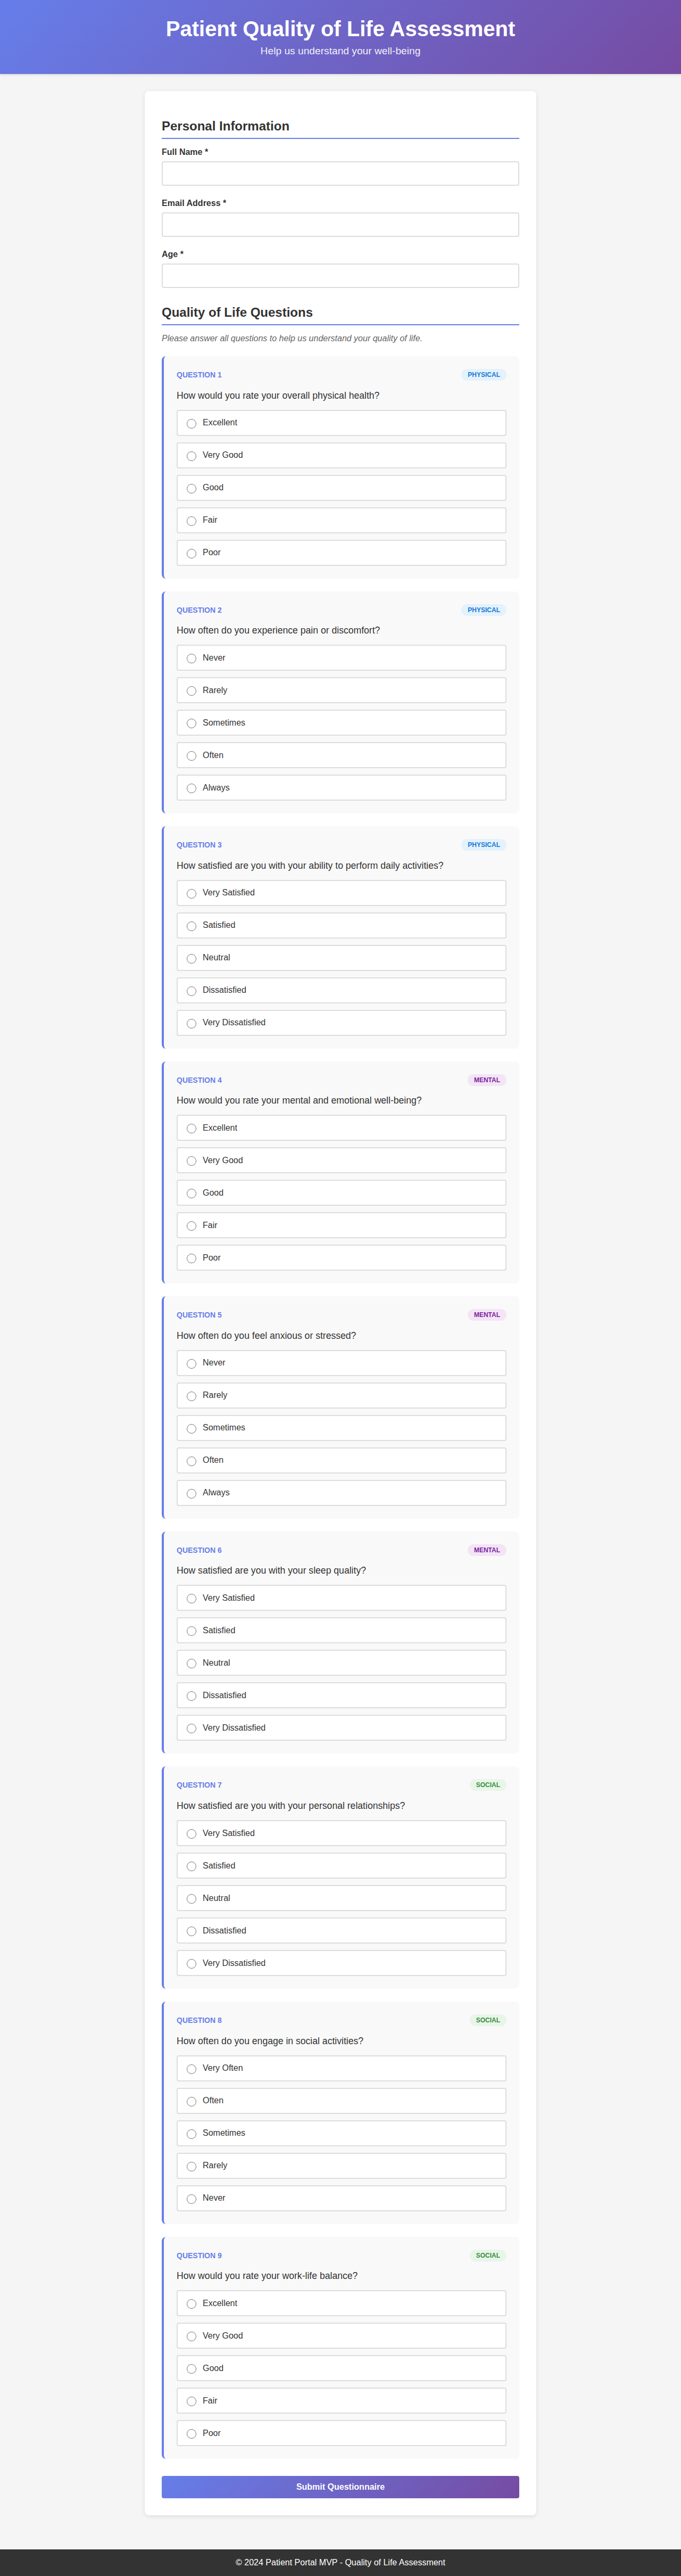 Patient Quality of Life Assessment
Help us understand your well-being
Personal Information
Full Name *
Email Address *
Age *
Quality of Life Questions
Please answer all questions to help us understand your quality of life.
QUESTION 1 PHYSICAL
How would you rate your overall physical health?
Excellent
Very Good
Good
Fair
Poor
QUESTION 2 PHYSICAL
How often do you experience pain or discomfort?
Never
Rarely
Sometimes
Often
Always
QUESTION 3 PHYSICAL
How satisfied are you with your ability to perform daily activities?
Very Satisfied
Satisfied
Neutral
Dissatisfied
Very Dissatisfied
QUESTION 4 MENTAL
How would you rate your mental and emotional well-being?
Excellent
Very Good
Good
Fair
Poor
QUESTION 5 MENTAL
How often do you feel anxious or stressed?
Never
Rarely
Sometimes
Often
Always
QUESTION 6 MENTAL
How satisfied are you with your sleep quality?
Very Satisfied
Satisfied
Neutral
Dissatisfied
Very Dissatisfied
QUESTION 7 SOCIAL
How satisfied are you with your personal relationships?
Very Satisfied
Satisfied
Neutral
Dissatisfied
Very Dissatisfied
QUESTION 8 SOCIAL
How often do you engage in social activities?
Very Often
Often
Sometimes
Rarely
Never
QUESTION 9 SOCIAL
How would you rate your work-life balance?
Excellent
Very Good
Good
Fair
Poor
Submit Questionnaire
© 2024 Patient Portal MVP - Quality of Life Assessment